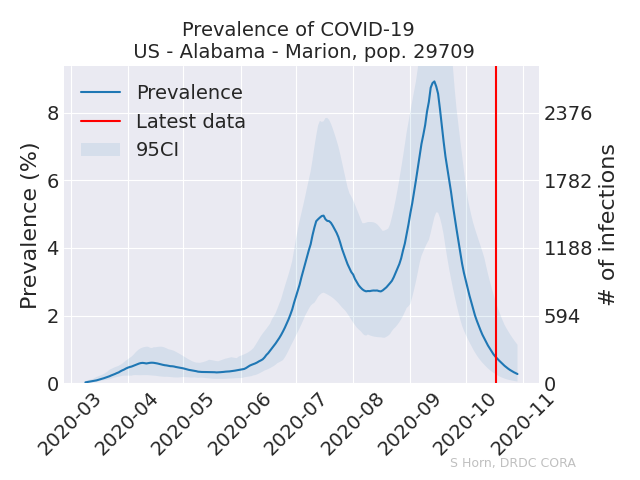 Prevalence of COVID-19
US - Alabama - Marion, pop. 29709
Prevalence
Latest data
95CI
Prevalence (%)
8
6
4
2
0
2376
1782
1188
594
0
# of infections
2020-03
2020-04
2020-05
2020-06
2020-07
2020-08
2020-09
2020-10
2020-11
S Horn, DRDC CORA